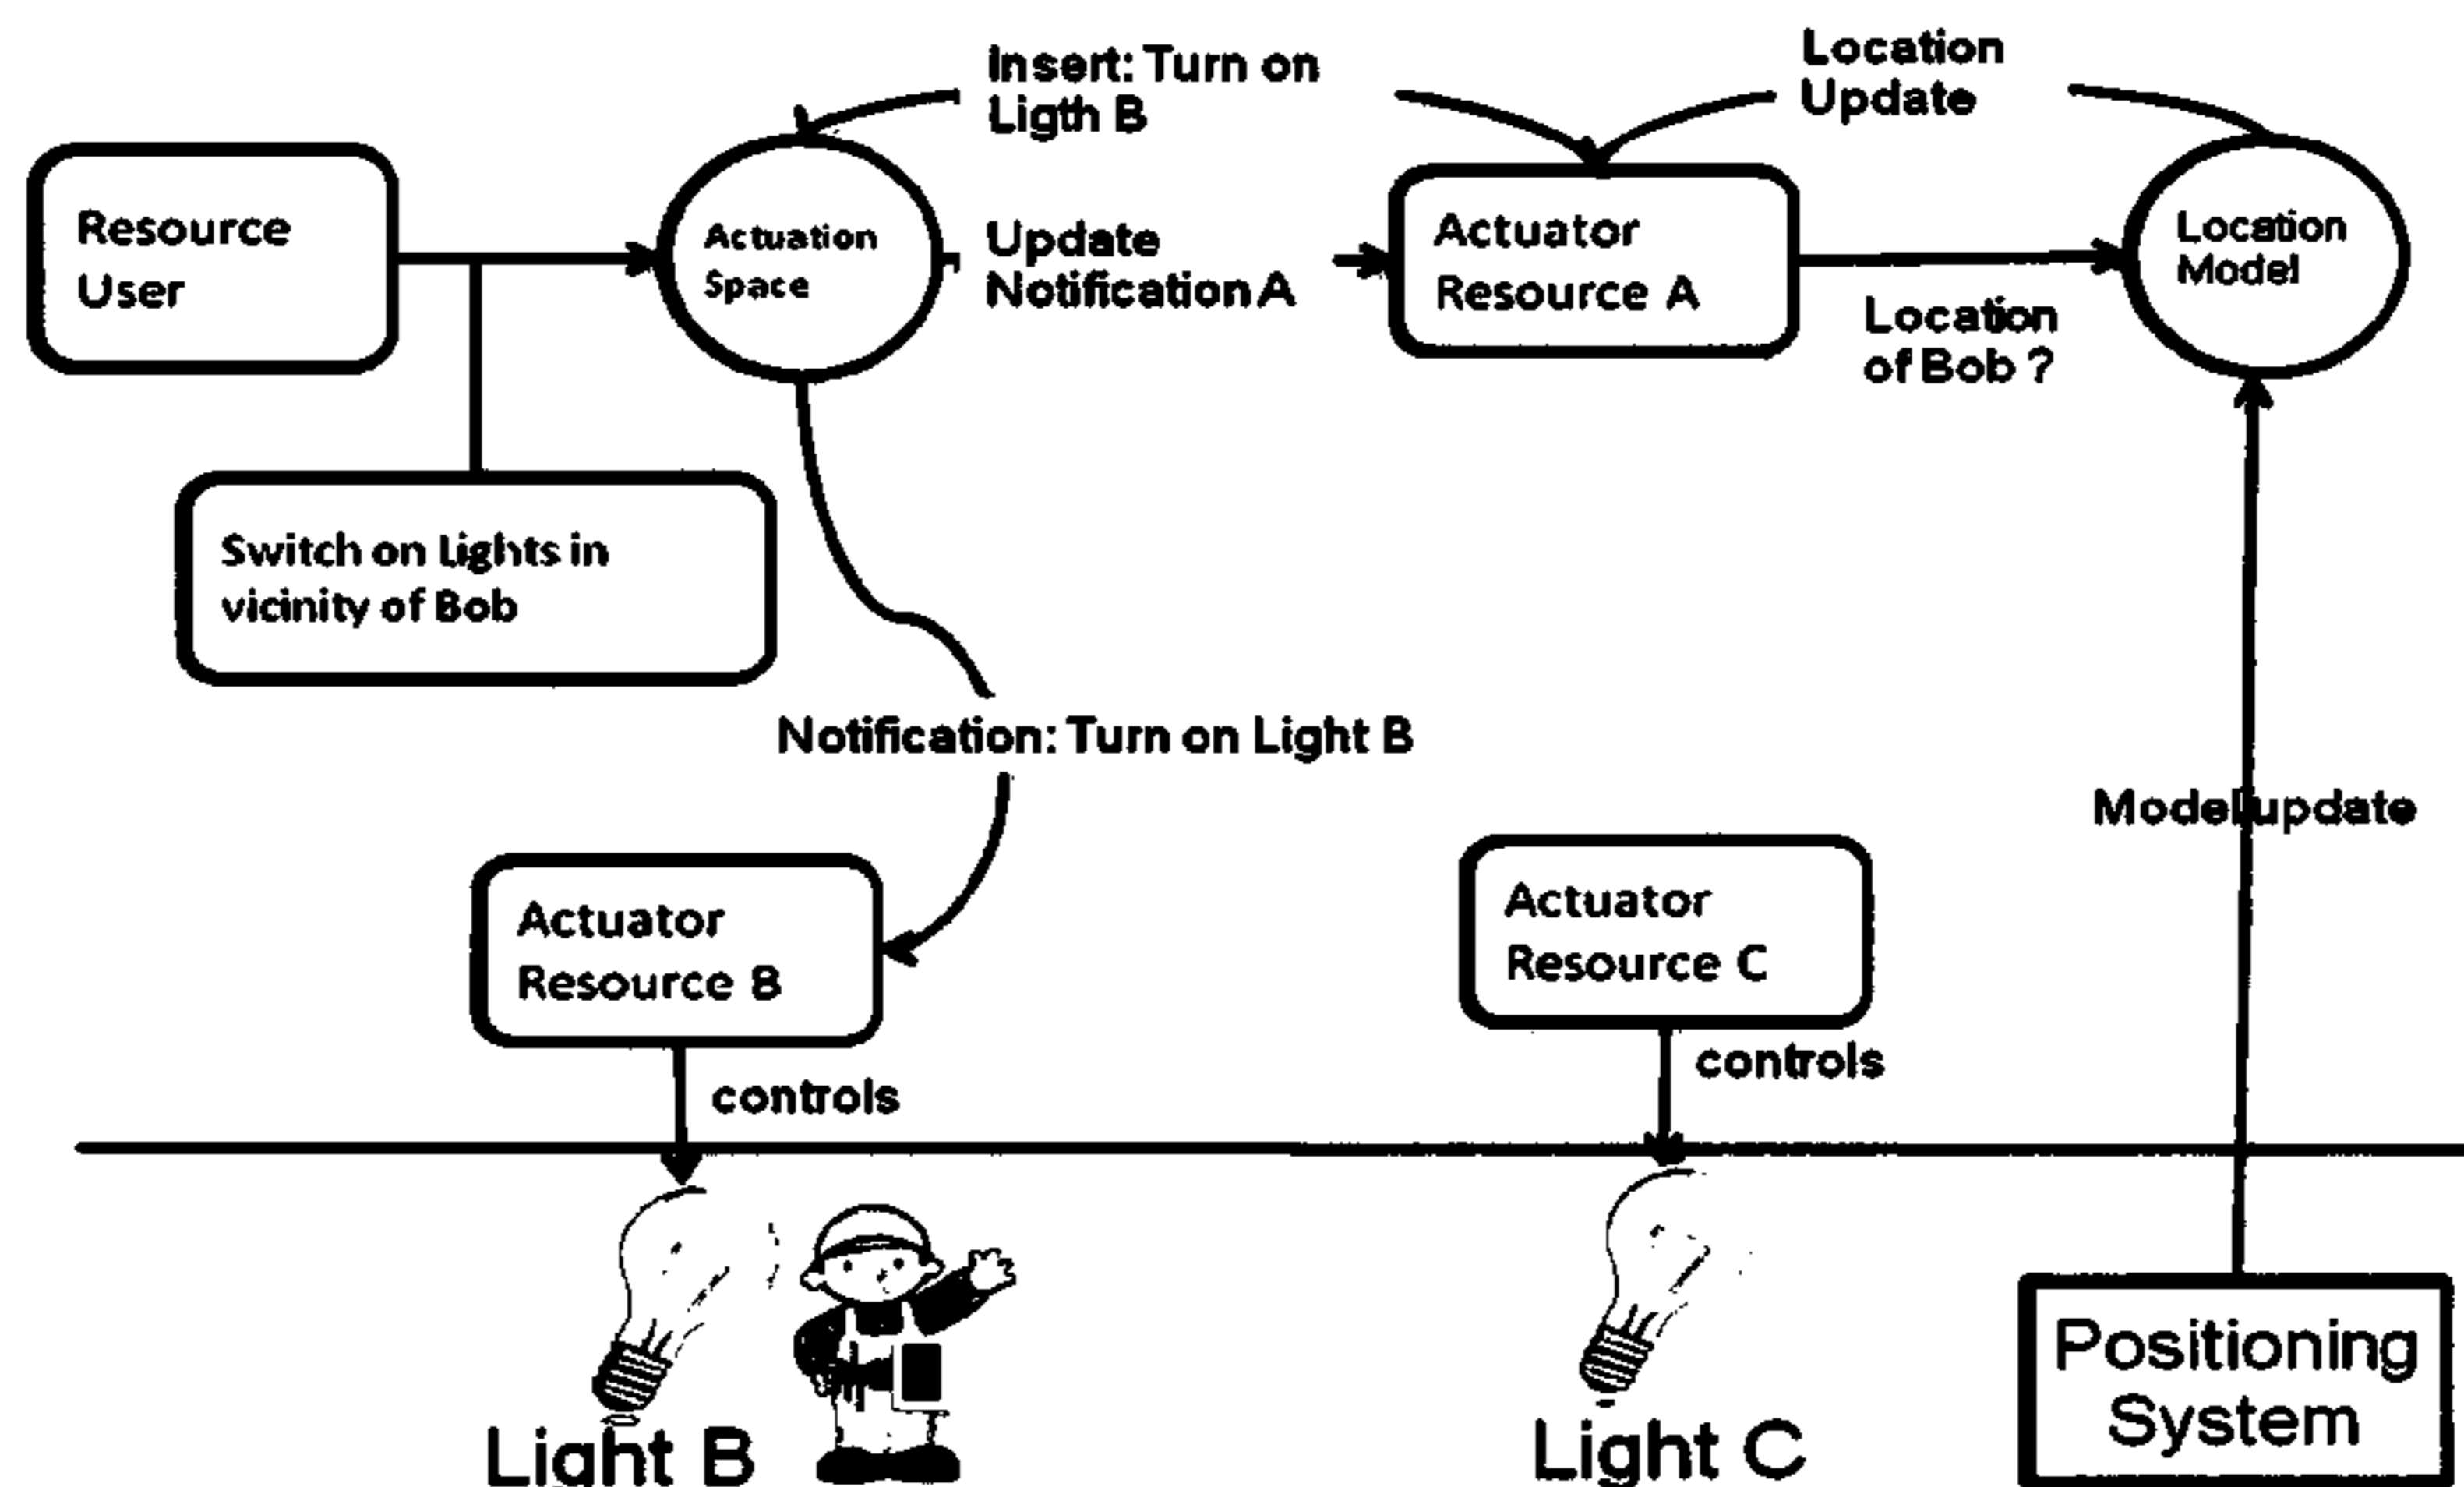 Insert: Turn on
Ligth B
Location
Update
Resource
User
Actuation
Space
Update
Notification A
Actuator
Resource A
Location
Model
Location
of Bob ?
Switch on Lights in
vicinity of Bob
Notification: Turn on Light B
Model update
Actuator
Resource B
Actuator
Resource C
controls
controls
Light B
Light C
Positioning
System